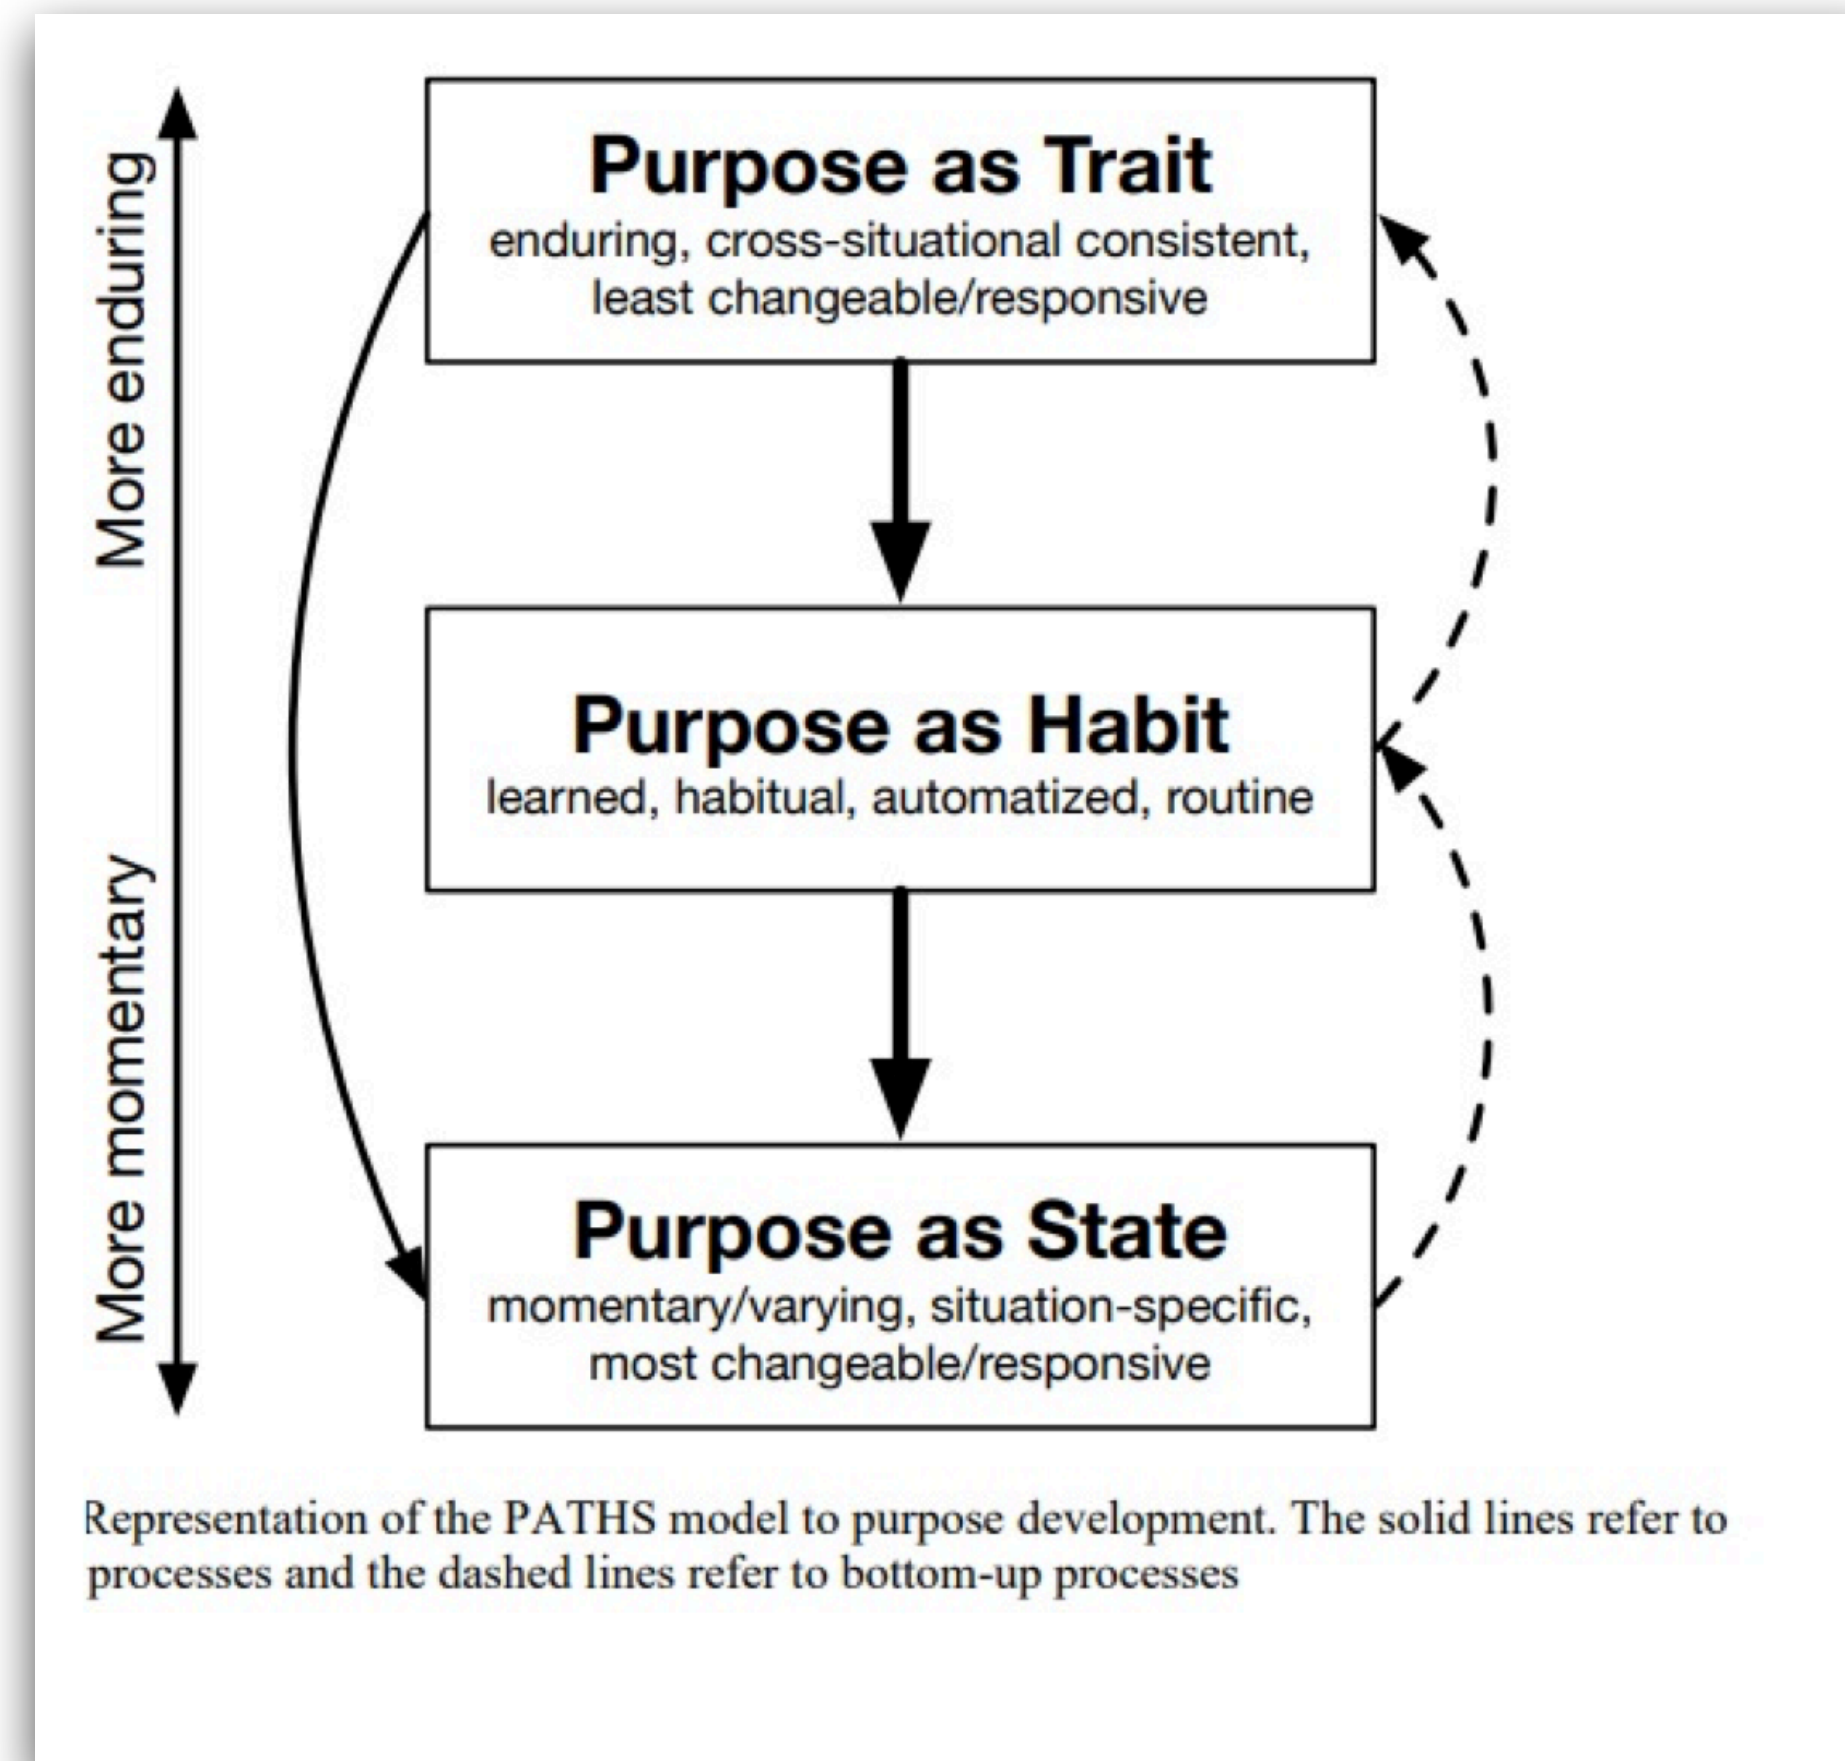 More enduring
More momentary
Purpose as Trait
enduring, cross-situational consistent,
least changeable/responsive
Purpose as Habit
learned, habitual, automatized, routine
Purpose as State
momentary/varying, situation-specific,
most changeable/responsive
Representation of the PATHS model to purpose development. The solid lines refer to
processes and the dashed lines refer to bottom-up processes